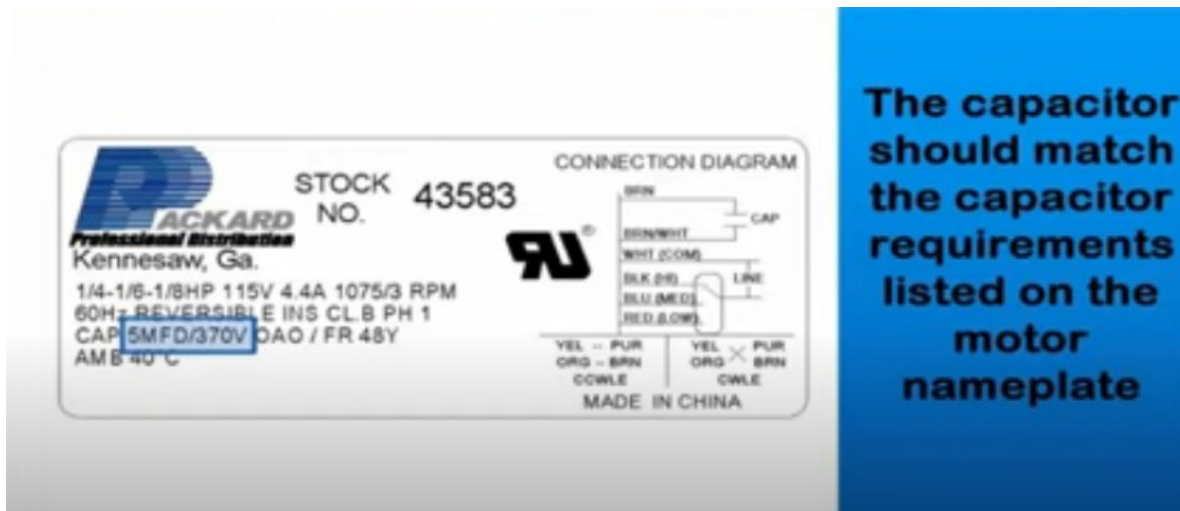 PACKARD
Professional Distribution
Kennesaw, Ga.
STOCK NO. 43583
1/4-1/6-1/8HP 115V 4.4A 1075/3 RPM
60Hz REVERSIBLE INS CL.B PH 1
CAP 5MFD/370V OAO / FR 48Y
AMB 40°C
CONNECTION DIAGRAM
BRN
CAP
BRN/WHT
WHT (COM)
BLK (HI)
LINE
BLU (MED)
RED (LOW)
YEL -- PUR
ORG -- BRN
CCWLE
YEL PUR
ORG BRN
CWLE
MADE IN CHINA
The capacitor
should match
the capacitor
requirements
listed on the
motor
nameplate